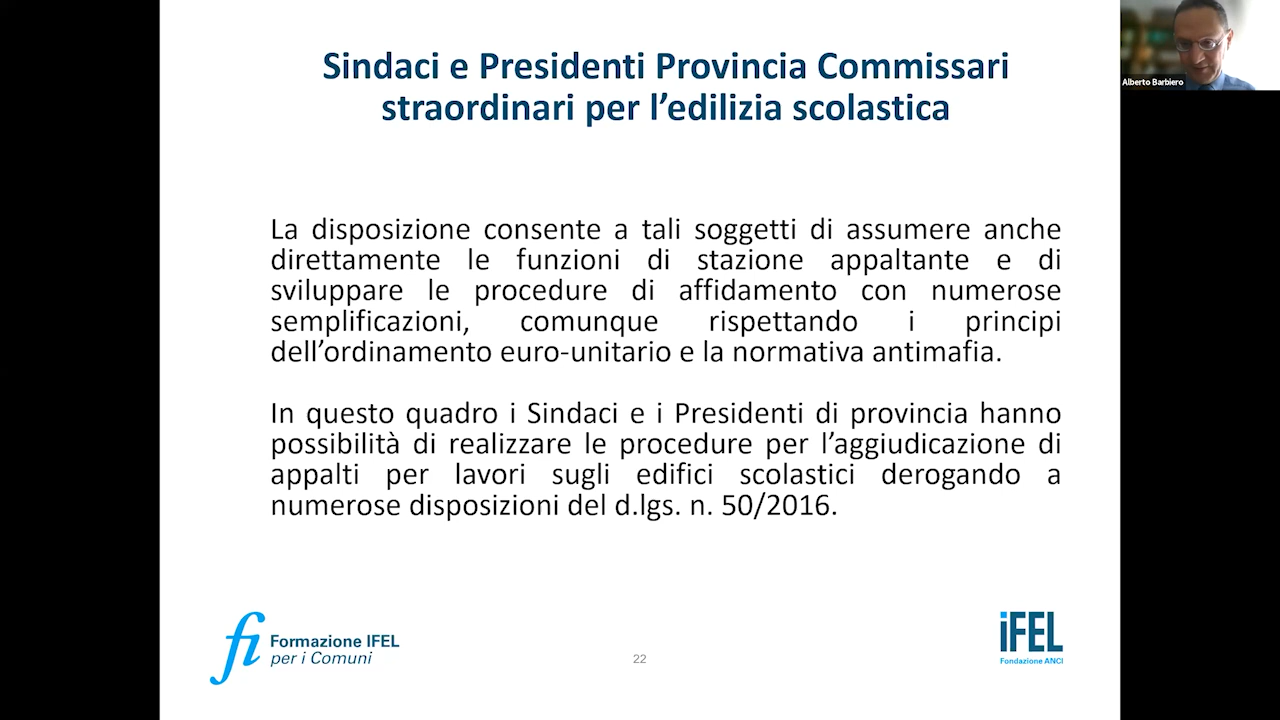 Sindaci e Presidenti Provincia Commissari
straordinari per l’edilizia scolastica
Alberto Barbiero
La disposizione consente a tali soggetti di assumere anche
direttamente le funzioni di stazione appaltante e di
sviluppare le procedure di affidamento con numerose
semplificazioni, comunque rispettando i principi
dell’ordinamento euro-unitario e la normativa antimafia.
In questo quadro i Sindaci e i Presidenti di provincia hanno
possibilità di realizzare le procedure per l’aggiudicazione di
appalti per lavori sugli edifici scolastici derogando a
numerose disposizioni del d.lgs. n. 50/2016.
fi
Formazione IFEL
per i Comuni
22
iFEL
Fondazione ANCI